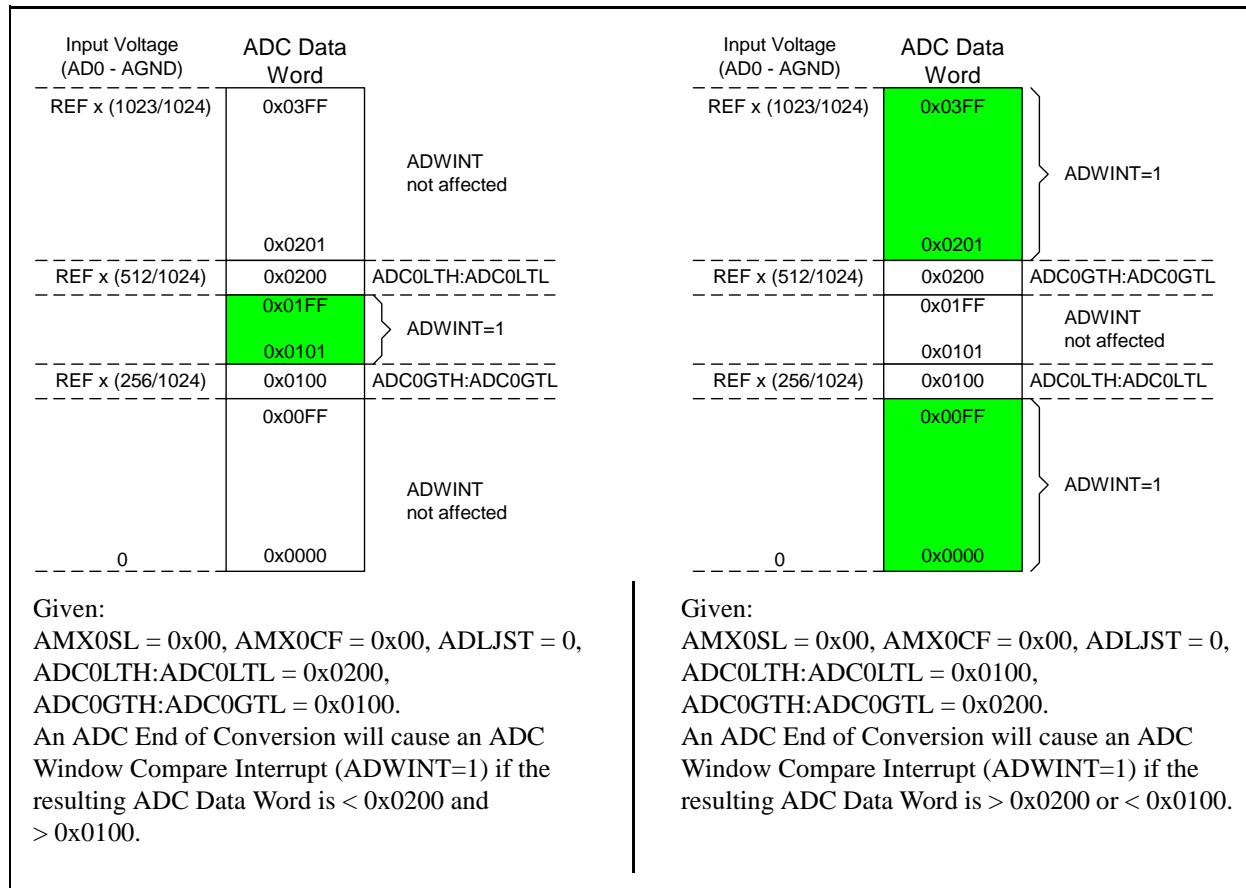 Input Voltage
(AD0 - AGND)
ADC Data
Word
REF x (1023/1024)
0x03FF
ADWINT
not affected
0x0201
REF x (512/1024)
0x0200
ADC0LTH:ADC0LTL
0x01FF
ADWINT=1
0x0101
REF x (256/1024)
0x0100
ADC0GTH:ADC0GTL
0x00FF
ADWINT
not affected
0
0x0000
Given:
AMX0SL = 0x00, AMX0CF = 0x00, ADLJST = 0,
ADC0LTH:ADC0LTL = 0x0200,
ADC0GTH:ADC0GTL = 0x0100.
An ADC End of Conversion will cause an ADC
Window Compare Interrupt (ADWINT=1) if the
resulting ADC Data Word is < 0x0200 and
> 0x0100.
Input Voltage
(AD0 - AGND)
ADC Data
Word
REF x (1023/1024)
0x03FF
ADWINT=1
0x0201
REF x (512/1024)
0x0200
ADC0GTH:ADC0GTL
0x01FF
ADWINT
not affected
0x0101
REF x (256/1024)
0x0100
ADC0LTH:ADC0LTL
0x00FF
ADWINT=1
0
0x0000
Given:
AMX0SL = 0x00, AMX0CF = 0x00, ADLJST = 0,
ADC0LTH:ADC0LTL = 0x0100,
ADC0GTH:ADC0GTL = 0x0200.
An ADC End of Conversion will cause an ADC
Window Compare Interrupt (ADWINT=1) if the
resulting ADC Data Word is > 0x0200 or < 0x0100.